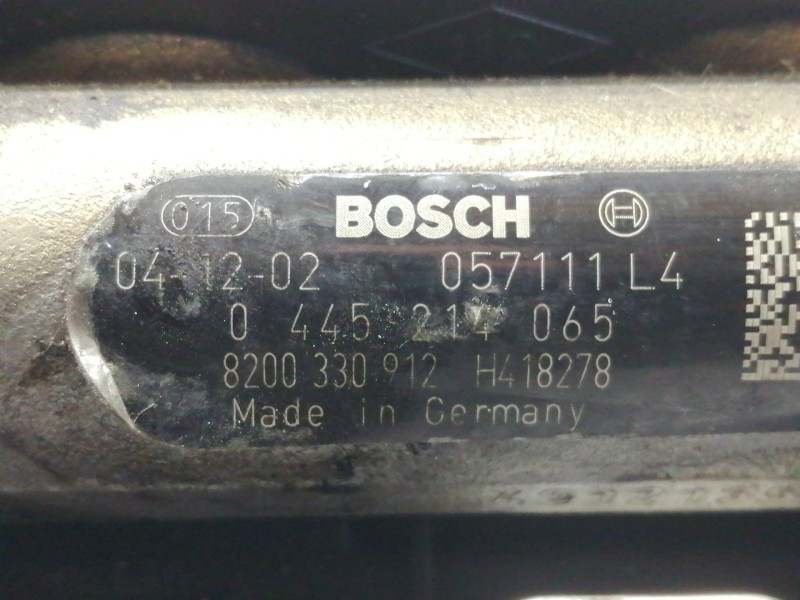 015 BOSCH
04-12-02 057111 L4
0 445 214 065
8200 330 912 H418278
Made in Germany